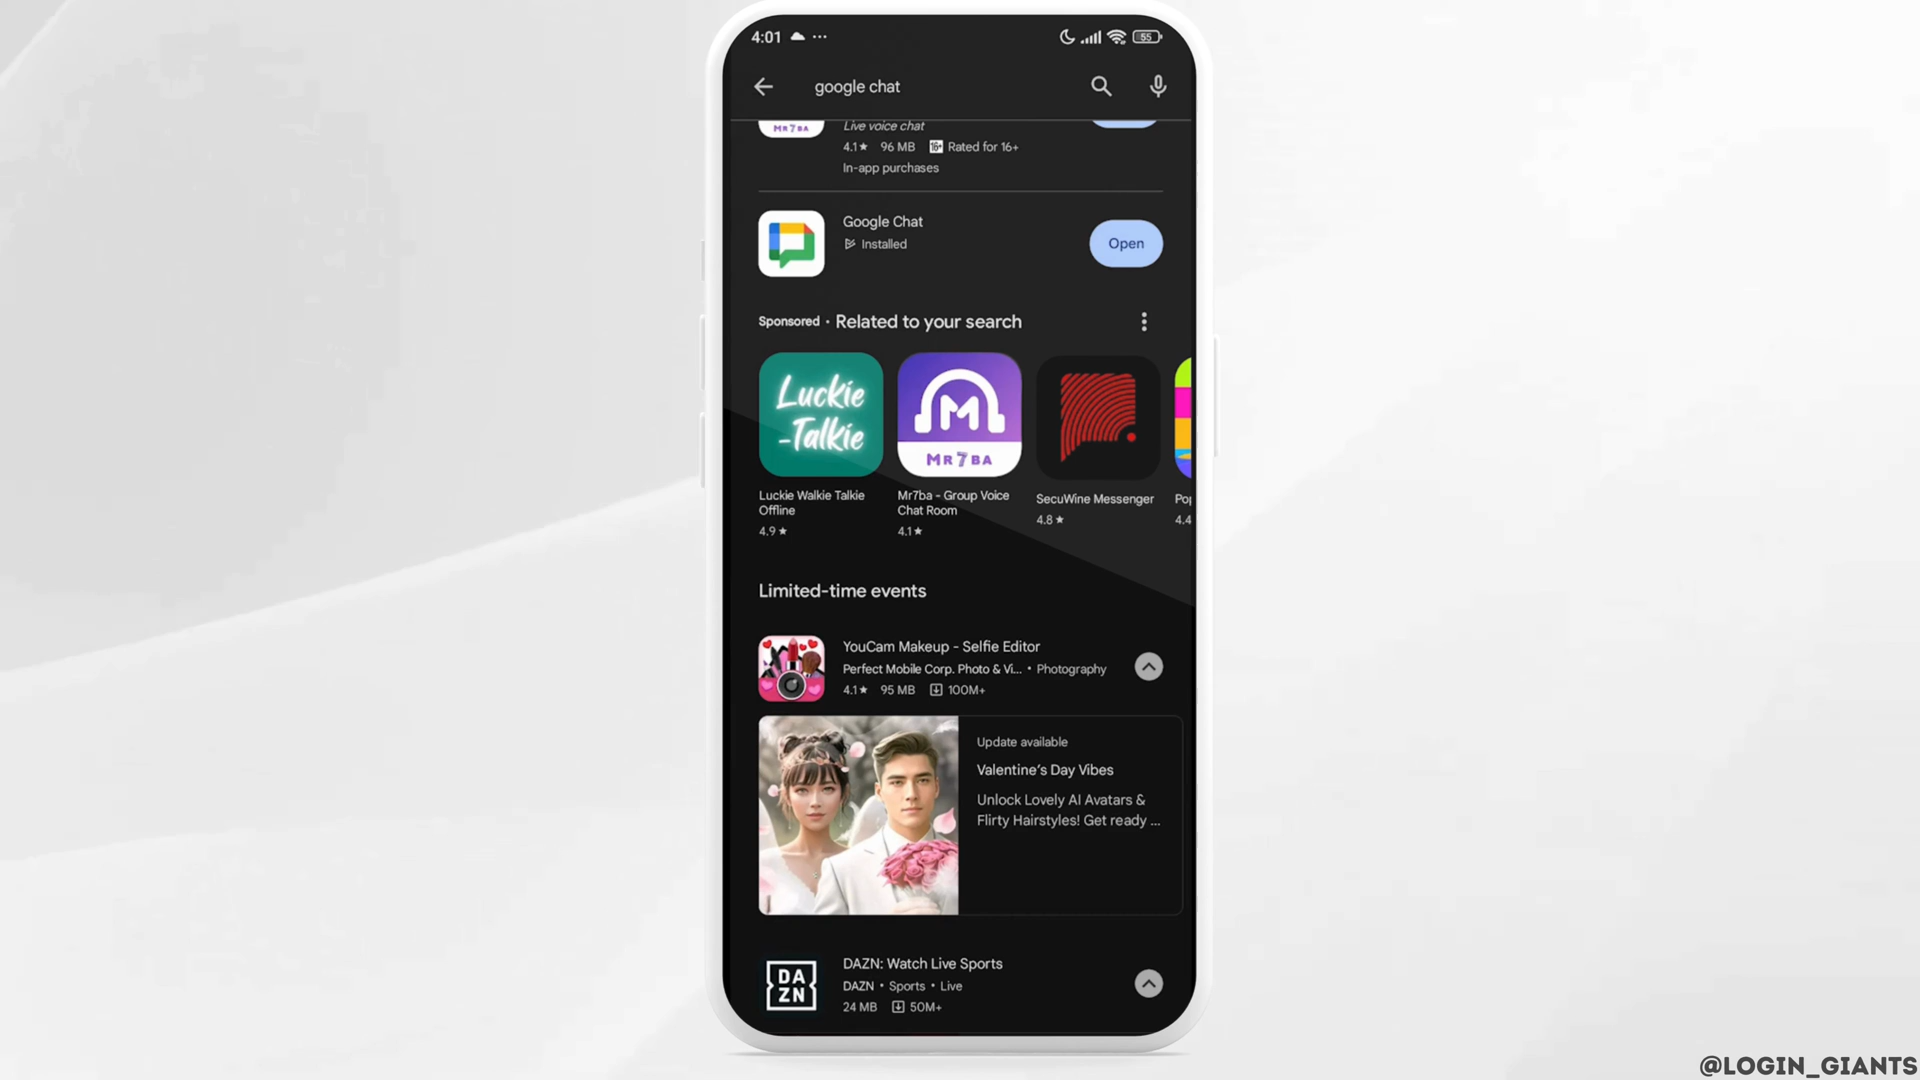 4:01
55
google chat
MR7BA
Live voice chat
4.1★ 96 MB 16+ Rated for 16+
In-app purchases
Google Chat
Installed
Open
Sponsored · Related to your search
Luckie
-Talkie
M
MR7BA
Luckie Walkie Talkie
Offline
4.9★
Mr7ba - Group Voice
Chat Room
4.1★
SecuWine Messenger
4.8★
Po
4.4
Limited-time events
YouCam Makeup - Selfie Editor
Perfect Mobile Corp. Photo & Vi... • Photography
4.1★ 95 MB 100M+
Update available
Valentine's Day Vibes
Unlock Lovely AI Avatars &
Flirty Hairstyles! Get ready ...
DA
ZN
DAZN: Watch Live Sports
DAZN • Sports • Live
24 MB 50M+
@LOGIN_GIANTS